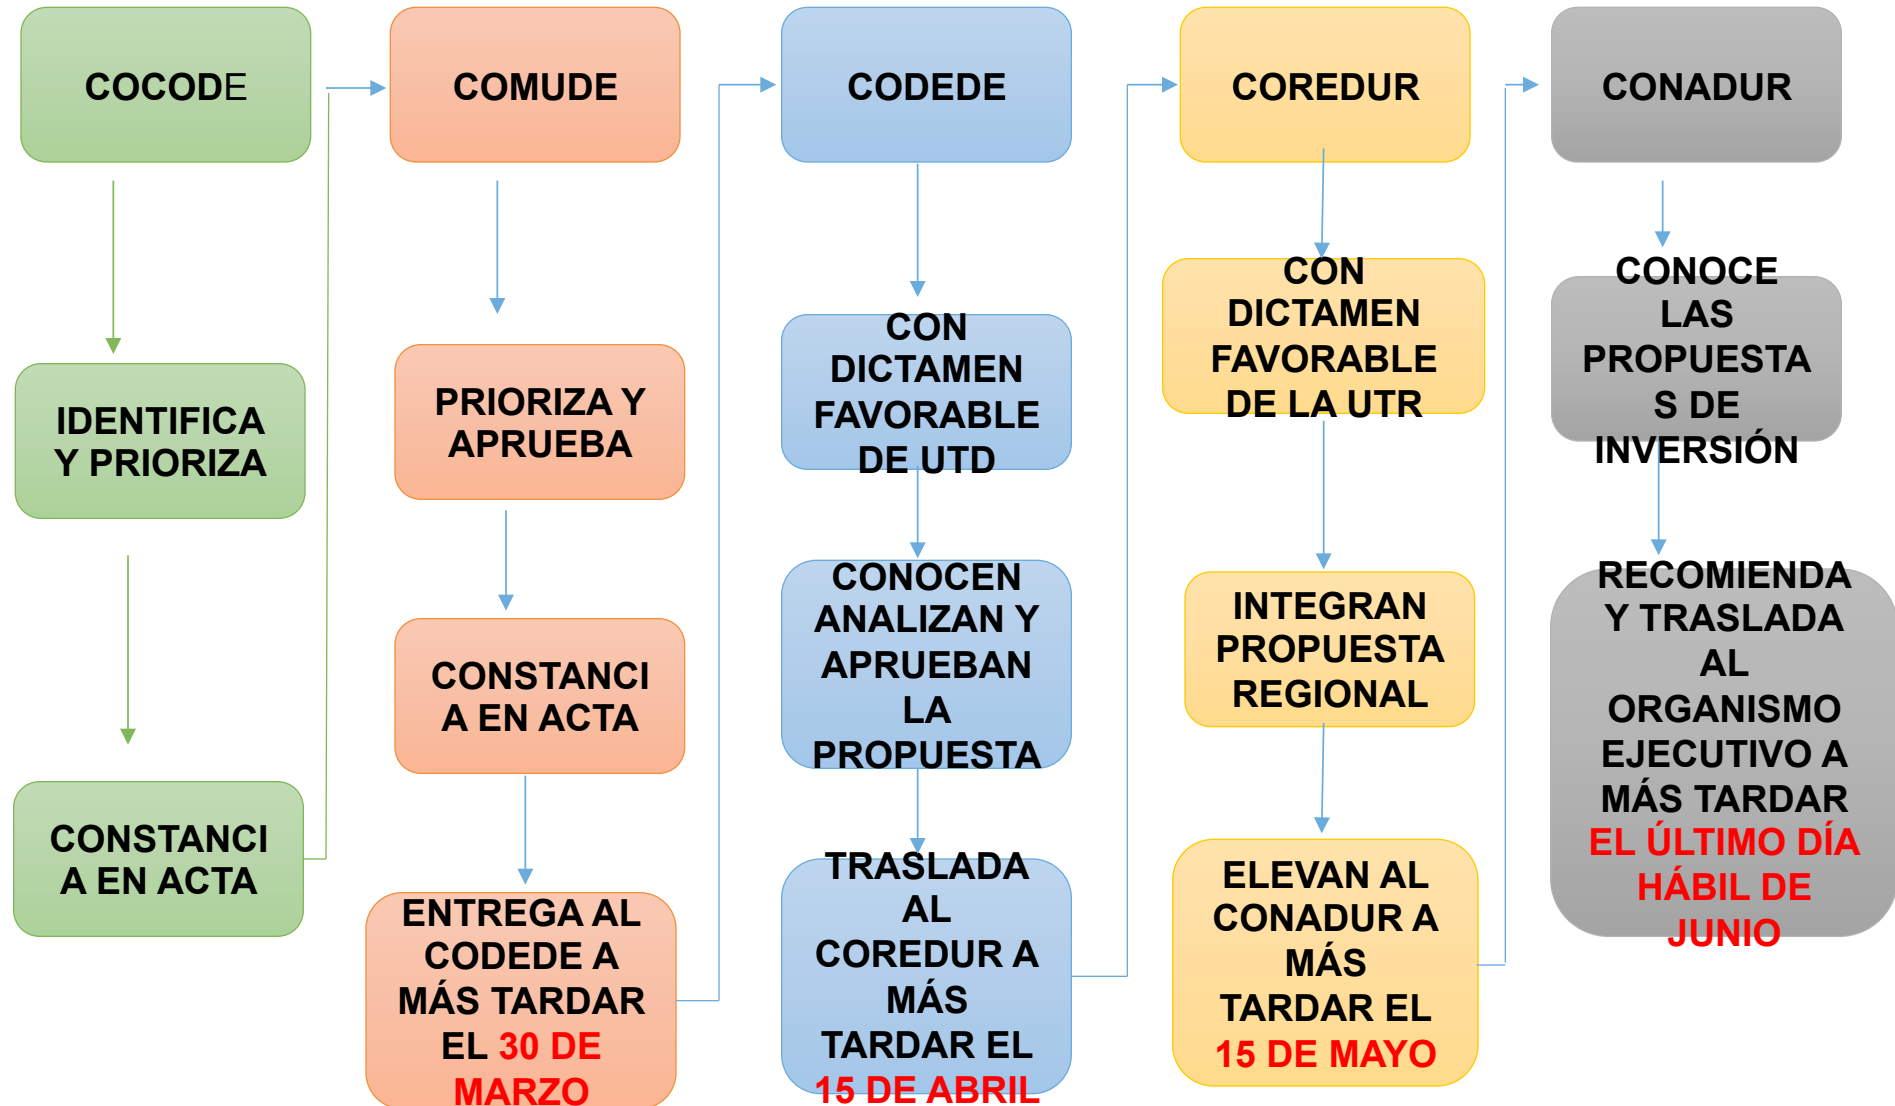 COCODE
IDENTIFICA
Y PRIORIZA
CONSTANCI
A EN ACTA
COMUDE
PRIORIZA Y
APRUEBA
CONSTANCI
A EN ACTA
ENTREGA AL
CODEDE A
MÁS TARDAR
EL 30 DE
MARZO
CODEDE
CON
DICTAMEN
FAVORABLE
DE UTD
CONOCEN
ANALIZAN Y
APRUEBAN
LA
PROPUESTA
TRASLADA
AL
COREDUR A
MÁS
TARDAR EL
15 DE ABRIL
COREDUR
CON
DICTAMEN
FAVORABLE
DE LA UTR
INTEGRAN
PROPUESTA
REGIONAL
ELEVAN AL
CONADUR A
MÁS
TARDAR EL
15 DE MAYO
CONADUR
CONOCE
LAS
PROPUESTA
S DE
INVERSIÓN
RECOMIENDA
Y TRASLADA
AL
ORGANISMO
EJECUTIVO A
MÁS TARDAR
EL ÚLTIMO DÍA
HÁBIL DE
JUNIO